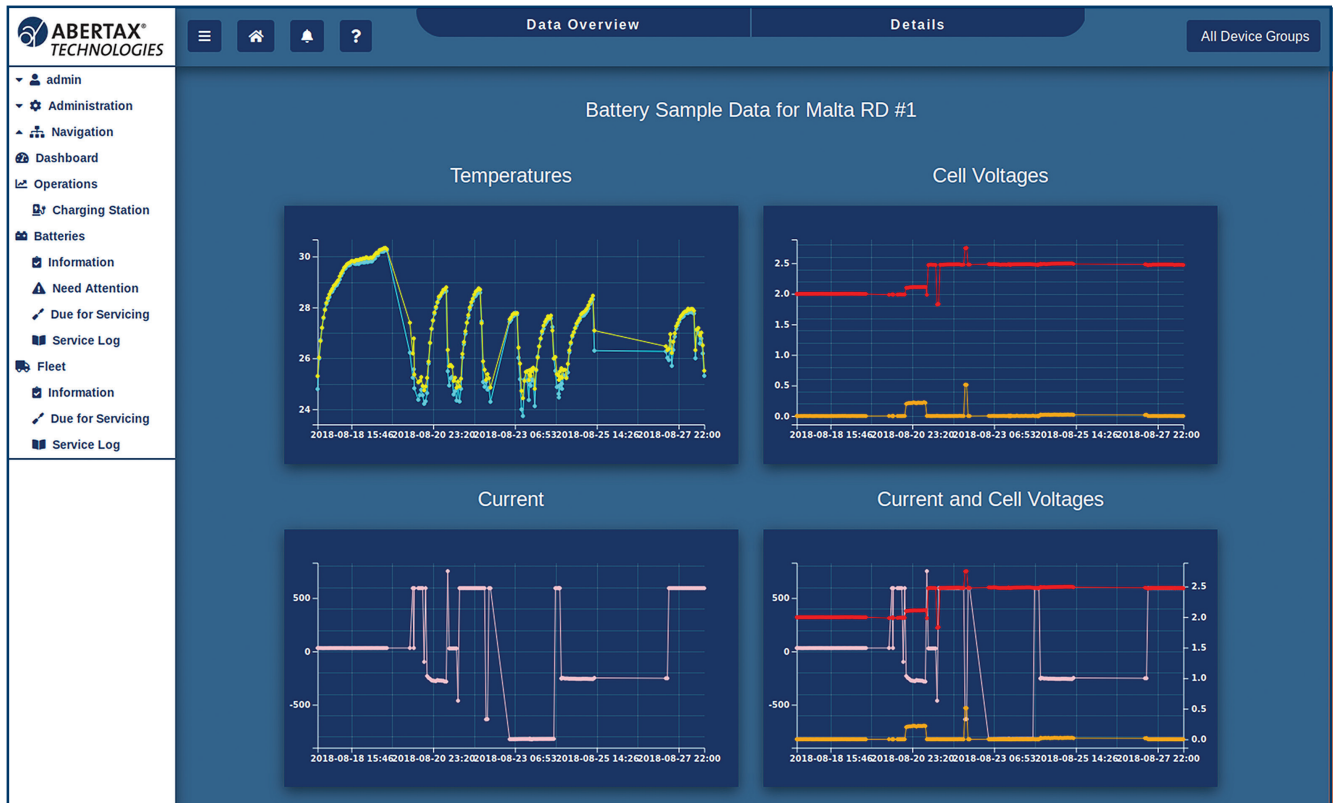 ABERTAX®
TECHNOLOGIES
?
Data Overview
Details
All Device Groups
admin
Administration
Navigation
Dashboard
Operations
Charging Station
Batteries
Information
Need Attention
Due for Servicing
Service Log
Fleet
Information
Due for Servicing
Service Log
Battery Sample Data for Malta RD #1
Temperatures
30
28
26
24
2018-08-18 15:46 2018-08-20 23:20 2018-08-23 06:53 2018-08-25 14:26 2018-08-27 22:00
Cell Voltages
2.5
2.0
1.5
1.0
0.5
0.0
2018-08-18 15:46 2018-08-20 23:20 2018-08-23 06:53 2018-08-25 14:26 2018-08-27 22:00
Current
500
0
-500
2018-08-18 15:46 2018-08-20 23:20 2018-08-23 06:53 2018-08-25 14:26 2018-08-27 22:00
Current and Cell Voltages
500
0
-500
2.5
2.0
1.5
1.0
0.5
0.0
2018-08-18 15:46 2018-08-20 23:20 2018-08-23 06:53 2018-08-25 14:26 2018-08-27 22:00